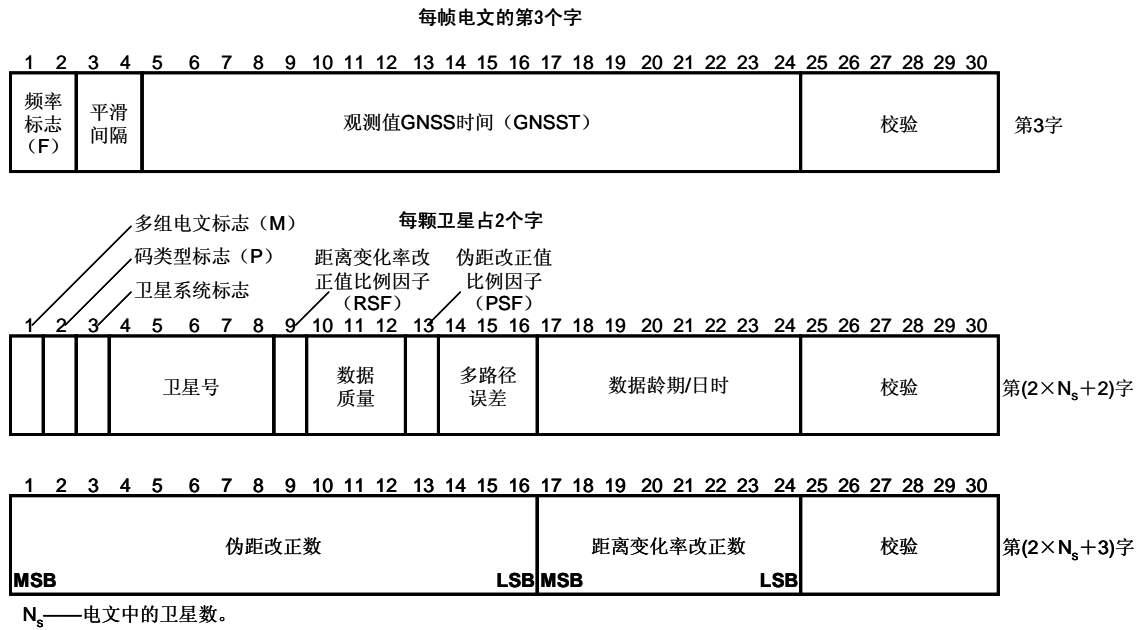 每帧电文的第3个字
1 2 3 4 5 6 7 8 9 10 11 12 13 14 15 16 17 18 19 20 21 22 23 24 25 26 27 28 29 30
频率
标志
（F）
平滑
间隔
观测值GNSS时间（GNSST）
校验
第3字
多组电文标志（M）
码类型标志（P）
卫星系统标志
每颗卫星占2个字
距离变化率改
正值比例因子
（RSF）
伪距改正值
比例因子
（PSF）
1 2 3 4 5 6 7 8 9 10 11 12 13 14 15 16 17 18 19 20 21 22 23 24 25 26 27 28 29 30
卫星号
数据
质量
多路径
误差
数据龄期/日时
校验
第(2×Ns＋2)字
1 2 3 4 5 6 7 8 9 10 11 12 13 14 15 16 17 18 19 20 21 22 23 24 25 26 27 28 29 30
伪距改正数
距离变化率改正数
校验
第(2×Ns＋3)字
MSB LSB MSB LSB
Ns——电文中的卫星数。